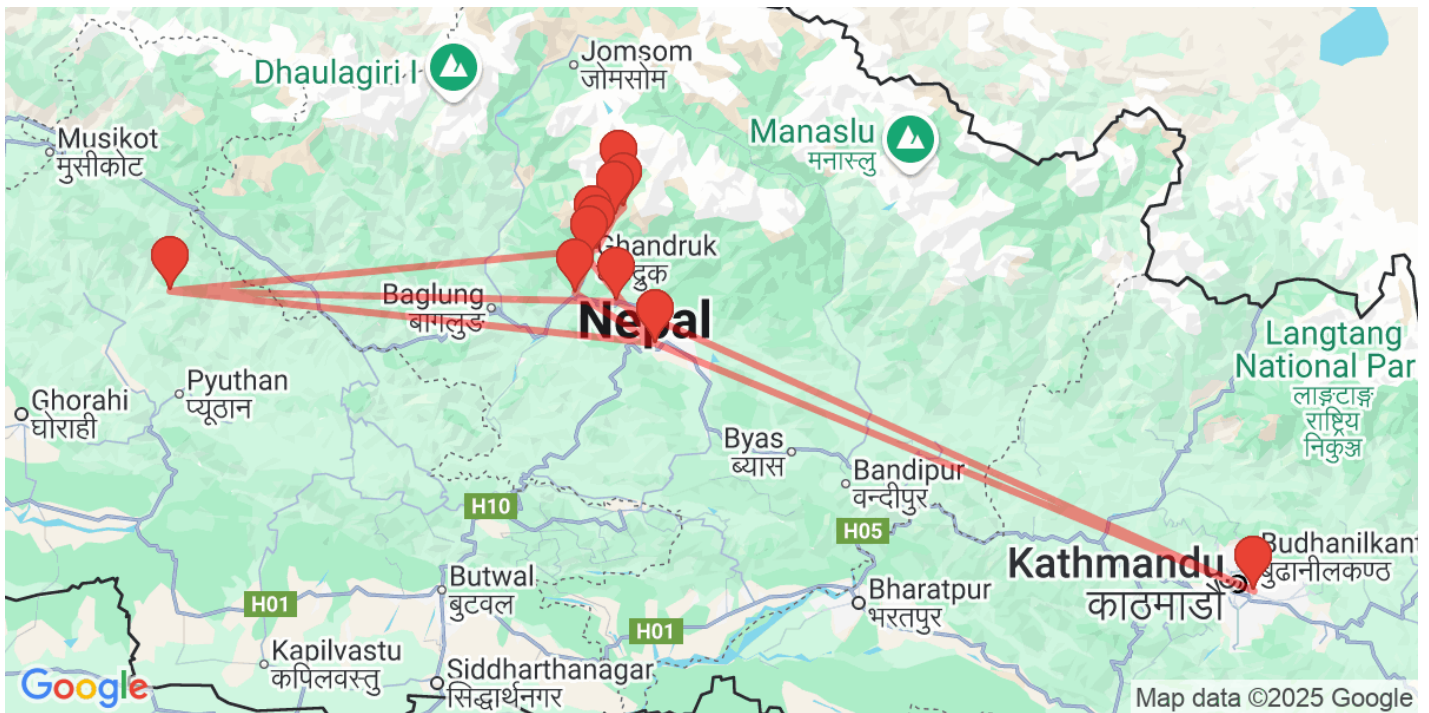 Jomsom
जोमसोम
Dhaulagiri I
Musikot
मुसीकोट
Manaslu
मनास्लु
Ghandruk
द्रुक
Baglung
बागलुङ
Nepal
Langtang
National Par
लाङ्टाङ्ग
राष्ट्रिय
निकुञ्ज
Pyuthan
प्यूठान
Ghorahi
घोराही
Byas
ब्यास
Bandipur
वन्दीपुर
H10
H05
Kathmandu
काठमाडौँ
Budhanilkant
बुढानीलकण्ठ
Butwal
बुटवल
H01
Bharatpur
भरतपुर
H01
Kapilvastu
कपिलवस्तु
Siddharthanagar
सिद्धार्थनगर
Google
Map data ©2025 Google